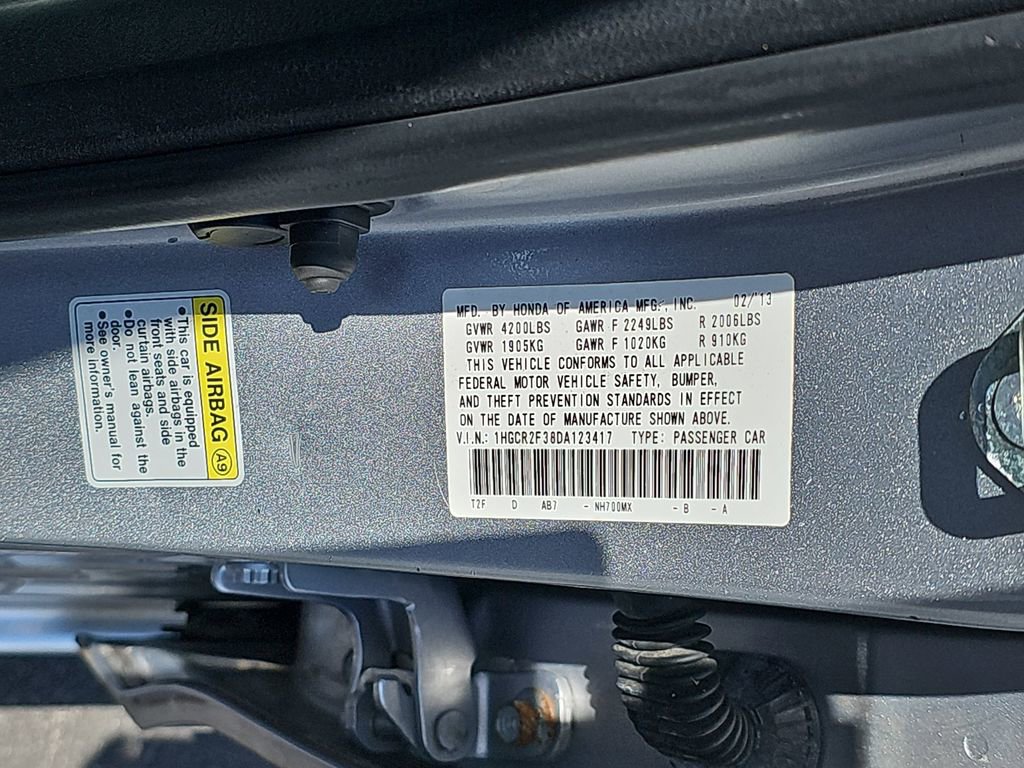 SIDE AIRBAG A9
•This car is equipped
with side airbags in the
front seats and side
curtain airbags.
•Do not lean against the
door.
•See owner's manual for
more information.
MFD. BY HONDA OF AMERICA MFG., INC. 02/'13
GVWR 4200LBS GAWR F 2249LBS R 2006LBS
GVWR 1905KG GAWR F 1020KG R 910KG
THIS VEHICLE CONFORMS TO ALL APPLICABLE
FEDERAL MOTOR VEHICLE SAFETY, BUMPER,
AND THEFT PREVENTION STANDARDS IN EFFECT
ON THE DATE OF MANUFACTURE SHOWN ABOVE.
V.I.N.: 1HGCR2F38DA123417 TYPE: PASSENGER CAR
T2F D AB7 - NH700MX - B - A